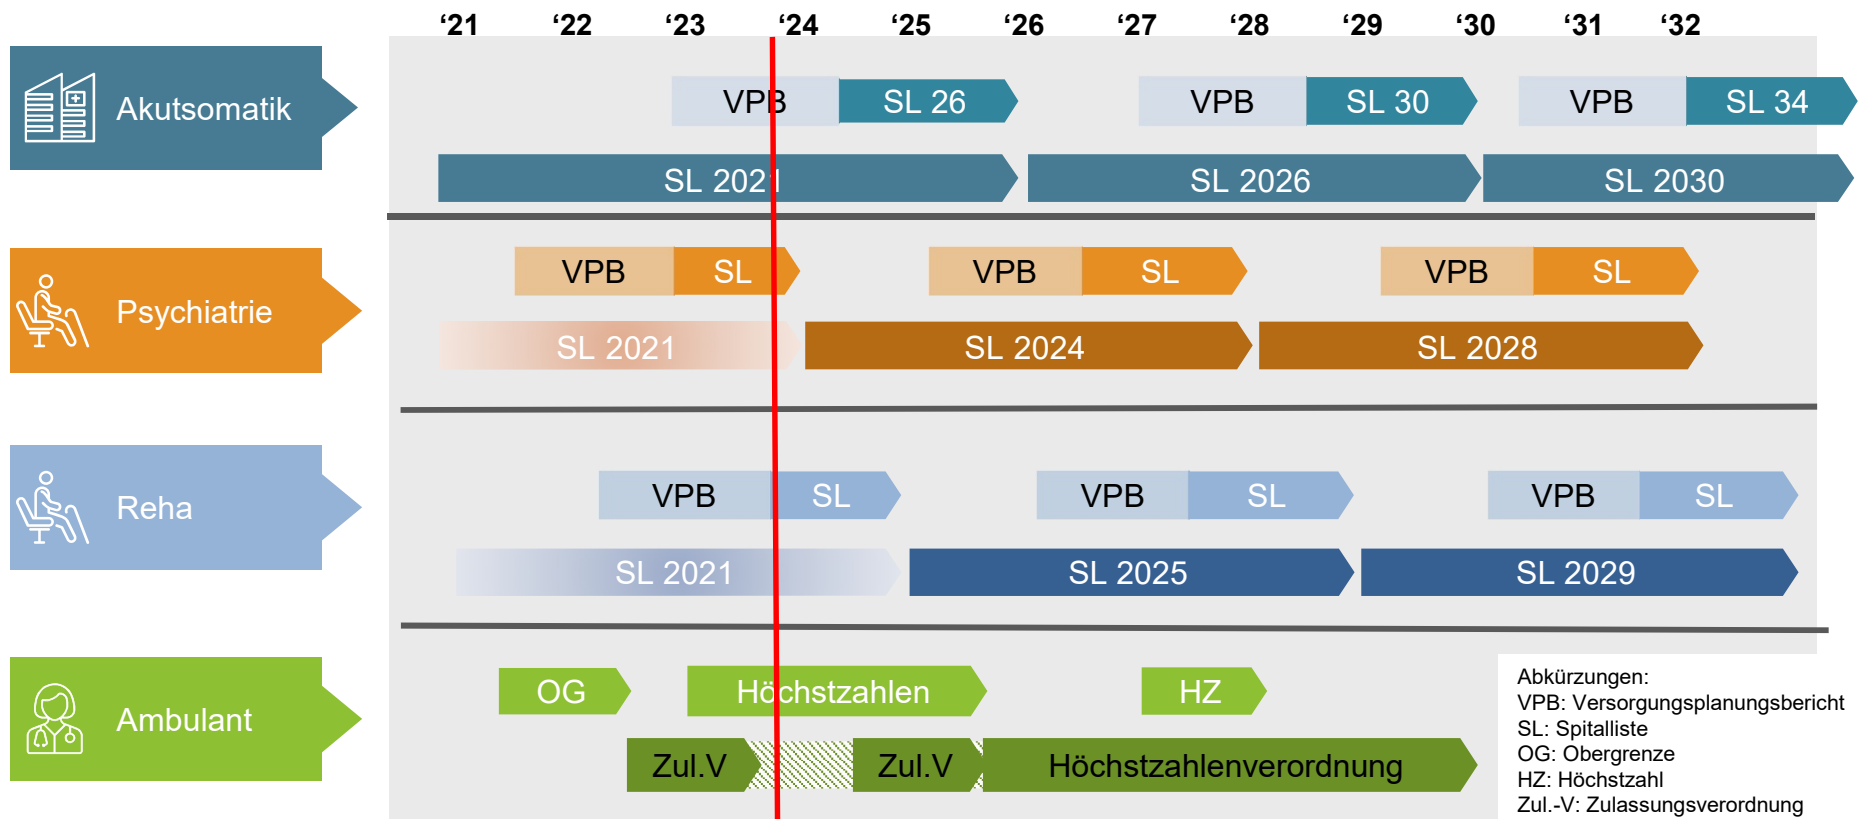 ‘21 ‘22 ‘23 ‘24 ‘25 ‘26 ‘27 ‘28 ‘29 ‘30 ‘31 ‘32
Akutsomatik
VPB SL 26 VPB SL 30 VPB SL 34
SL 2021 SL 2026 SL 2030
Psychiatrie
VPB SL VPB SL VPB SL
SL 2021 SL 2024 SL 2028
Reha
VPB SL VPB SL VPB SL
SL 2021 SL 2025 SL 2029
Ambulant
OG Höchstzahlen HZ
Zul.V Zul.V Höchstzahlenverordnung
Abkürzungen:
VPB: Versorgungsplanungsbericht
SL: Spitalliste
OG: Obergrenze
HZ: Höchstzahl
Zul.-V: Zulassungsverordnung